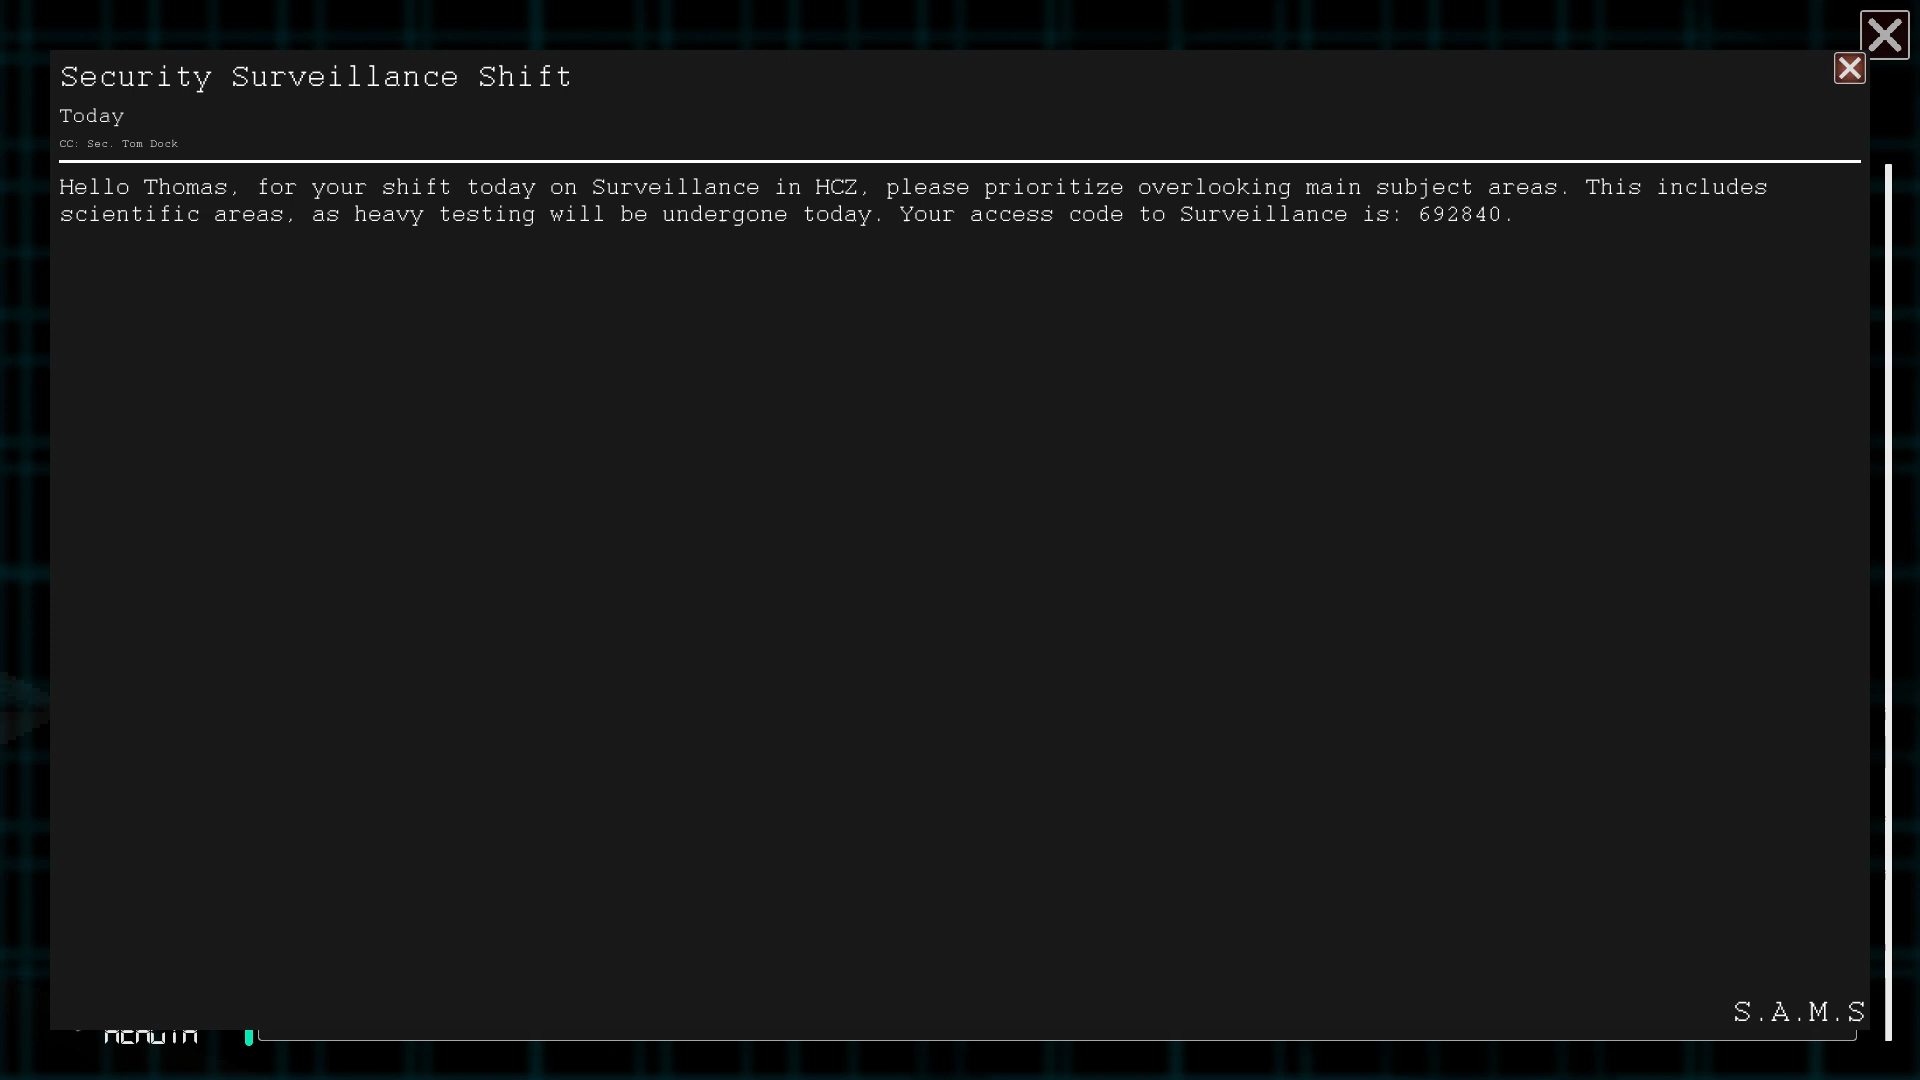 Security Surveillance Shift
Today
CC: Sec. Tom Dock
Hello Thomas, for your shift today on Surveillance in HCZ, please prioritize overlooking main subject areas. This includes
scientific areas, as heavy testing will be undergone today. Your access code to Surveillance is: 692840.
S.A.M.S